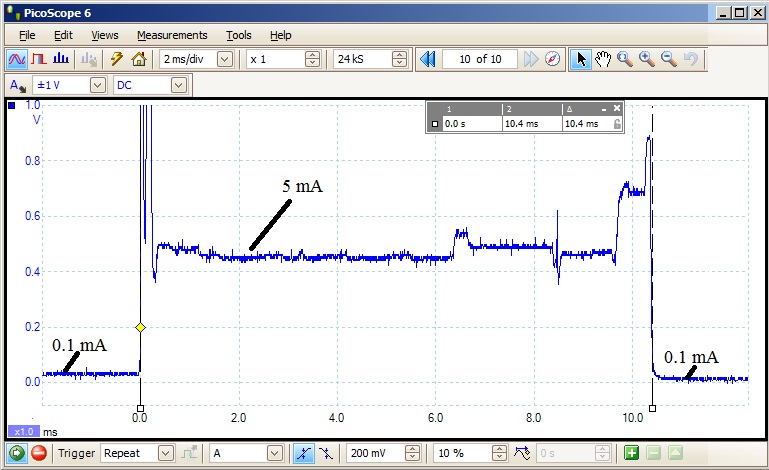 PicoScope 6
File Edit Views Measurements Tools Help
2 ms/div x 1 24 kS 10 of 10
A ±1 V DC
1.0
V
1 2 Δ
0.0 s 10.4 ms 10.4 ms
0.8
5 mA
0.6
0.4
0.2
0.1 mA 0.1 mA
0.0
0.0 2.0 4.0 6.0 8.0 10.0
x1.0 ms
Trigger Repeat A 200 mV 10 % 0 s